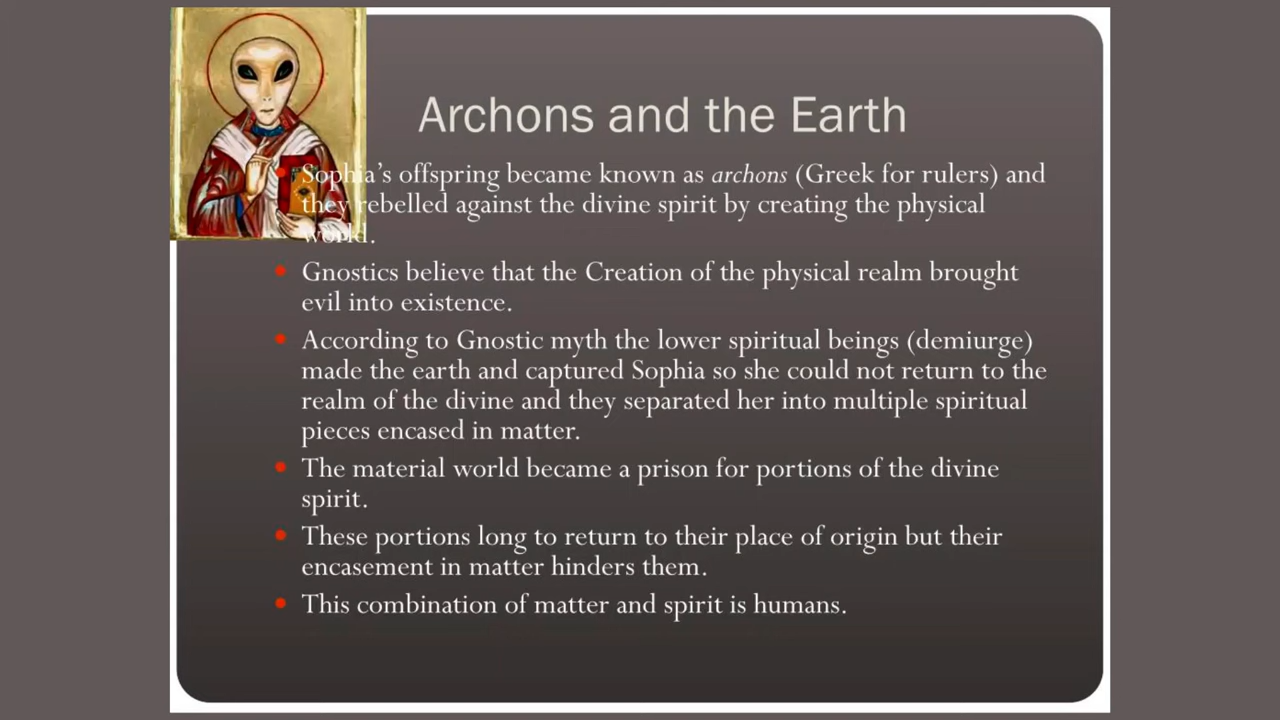 Archons and the Earth
• Sophia's offspring became known as archons (Greek for rulers) and
they rebelled against the divine spirit by creating the physical
world.
• Gnostics believe that the Creation of the physical realm brought
evil into existence.
• According to Gnostic myth the lower spiritual beings (demiurge)
made the earth and captured Sophia so she could not return to the
realm of the divine and they separated her into multiple spiritual
pieces encased in matter.
• The material world became a prison for portions of the divine
spirit.
• These portions long to return to their place of origin but their
encasement in matter hinders them.
• This combination of matter and spirit is humans.